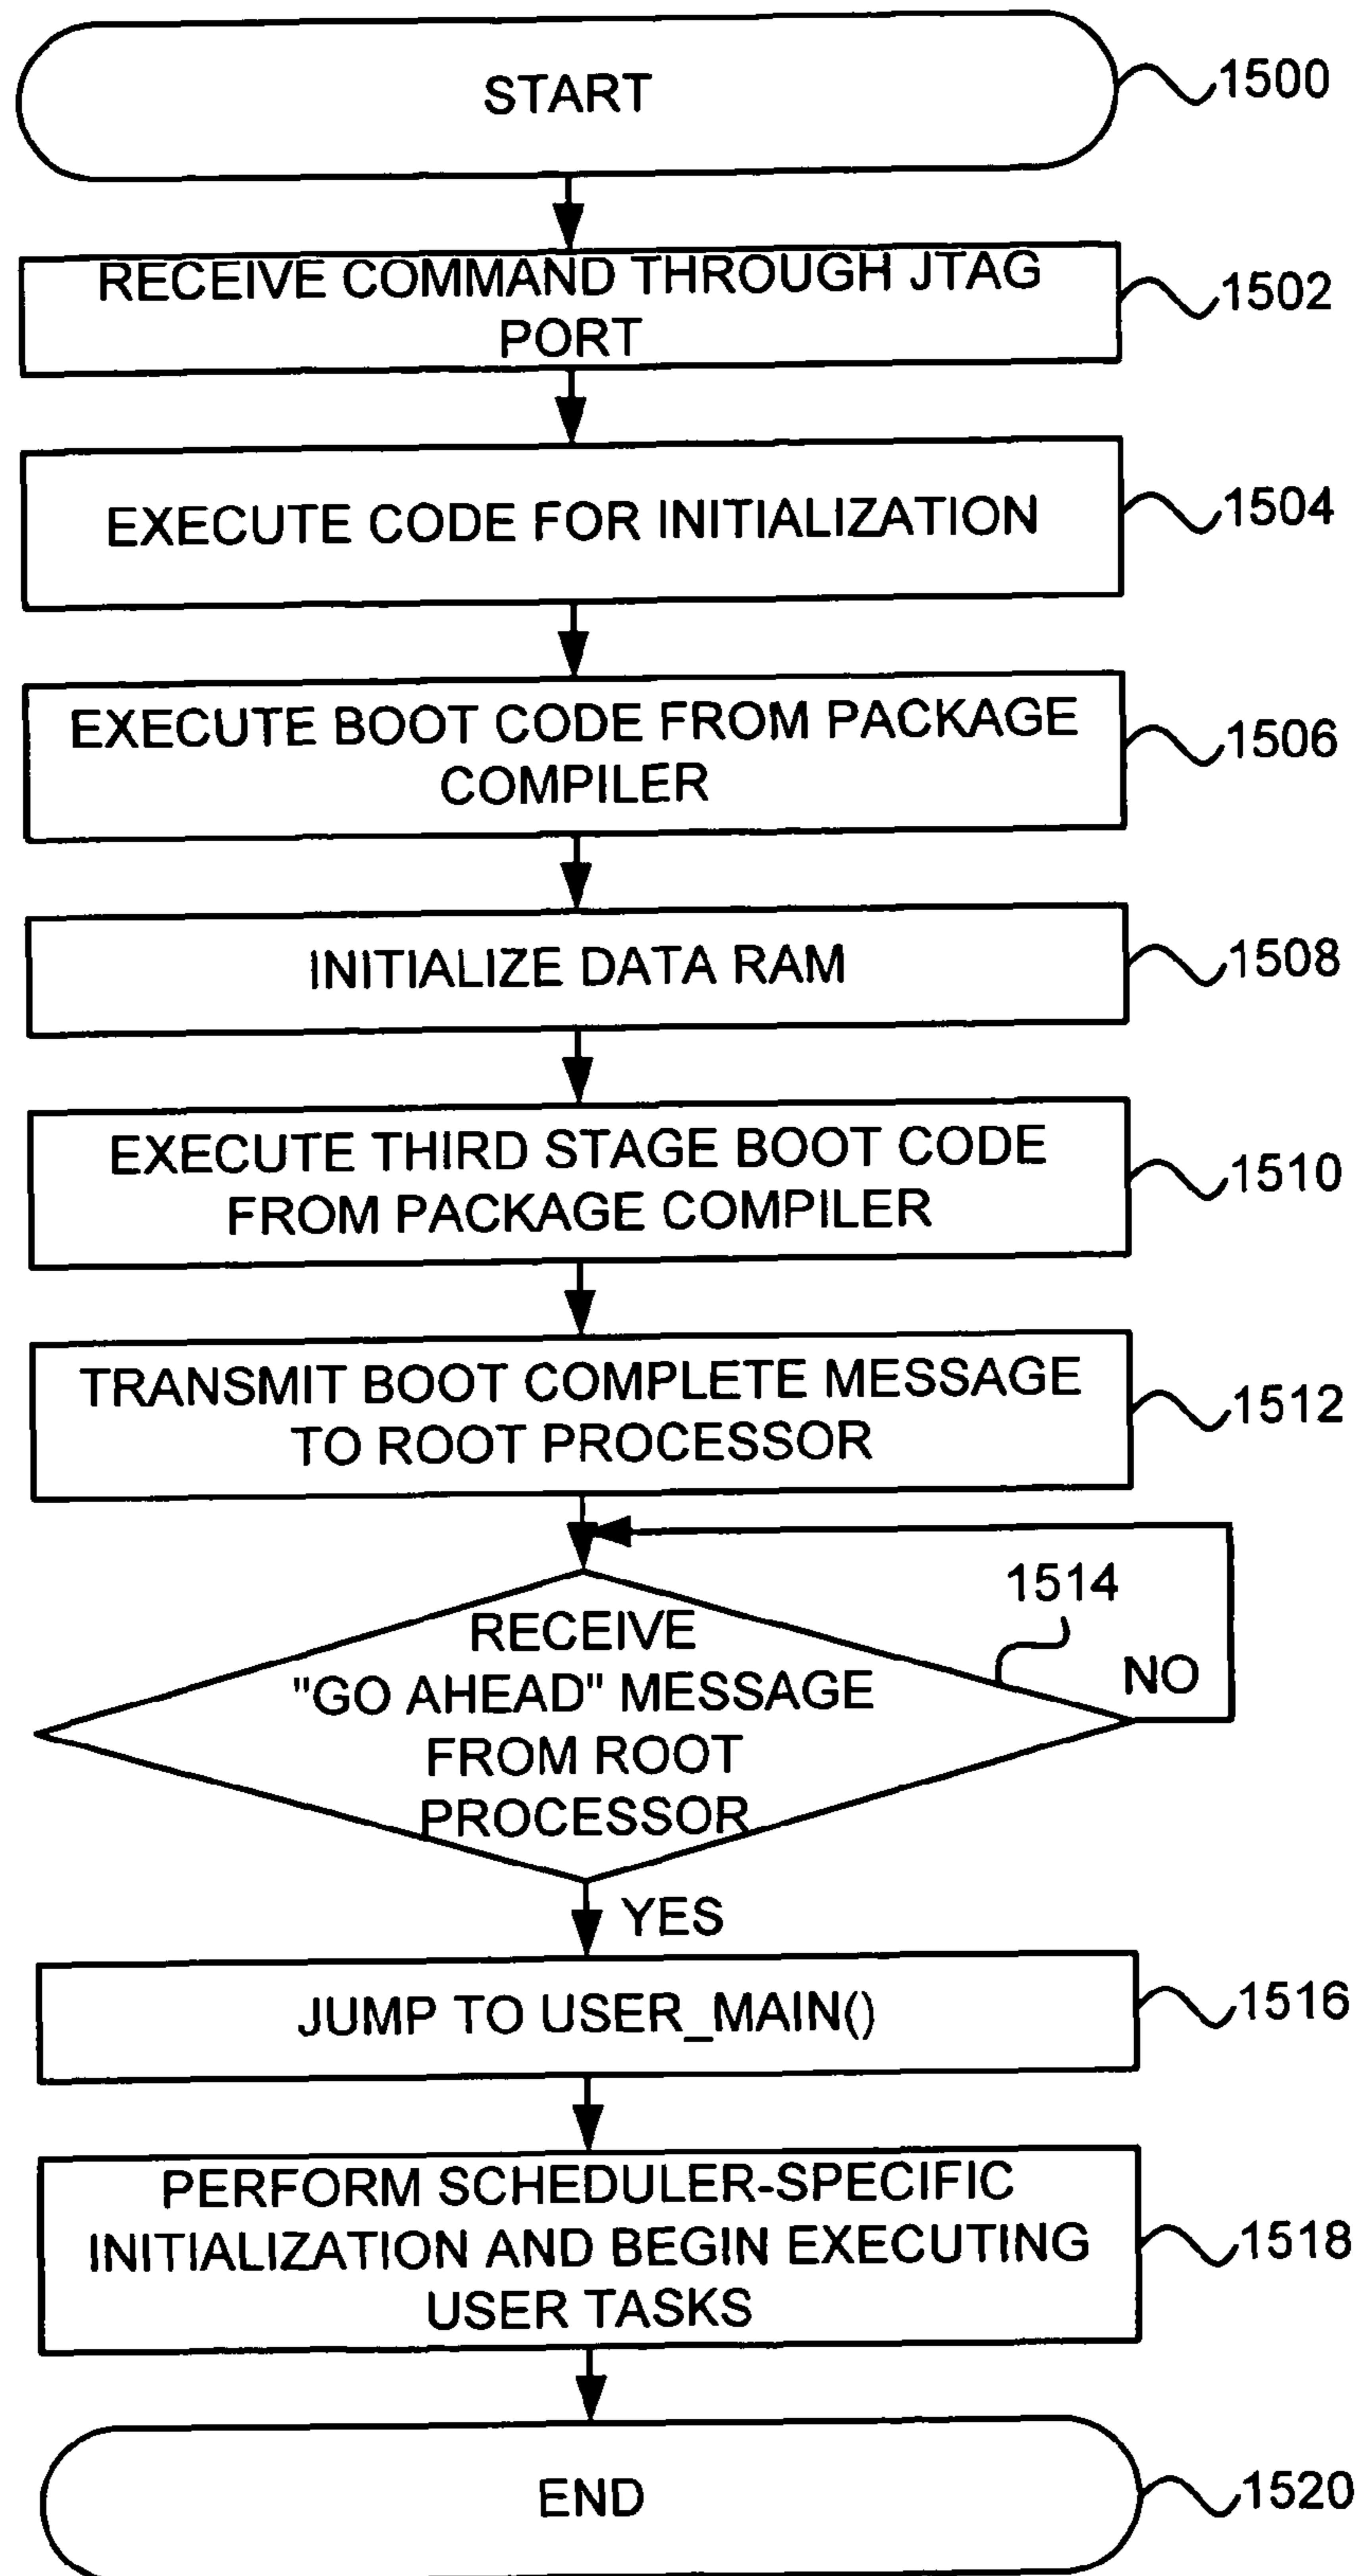 START
1500
RECEIVE COMMAND THROUGH JTAG
PORT
1502
EXECUTE CODE FOR INITIALIZATION
1504
EXECUTE BOOT CODE FROM PACKAGE
COMPILER
1506
INITIALIZE DATA RAM
1508
EXECUTE THIRD STAGE BOOT CODE
FROM PACKAGE COMPILER
1510
TRANSMIT BOOT COMPLETE MESSAGE
TO ROOT PROCESSOR
1512
1514
RECEIVE
"GO AHEAD" MESSAGE
FROM ROOT
PROCESSOR
NO
YES
JUMP TO USER_MAIN()
1516
PERFORM SCHEDULER-SPECIFIC
INITIALIZATION AND BEGIN EXECUTING
USER TASKS
1518
END
1520